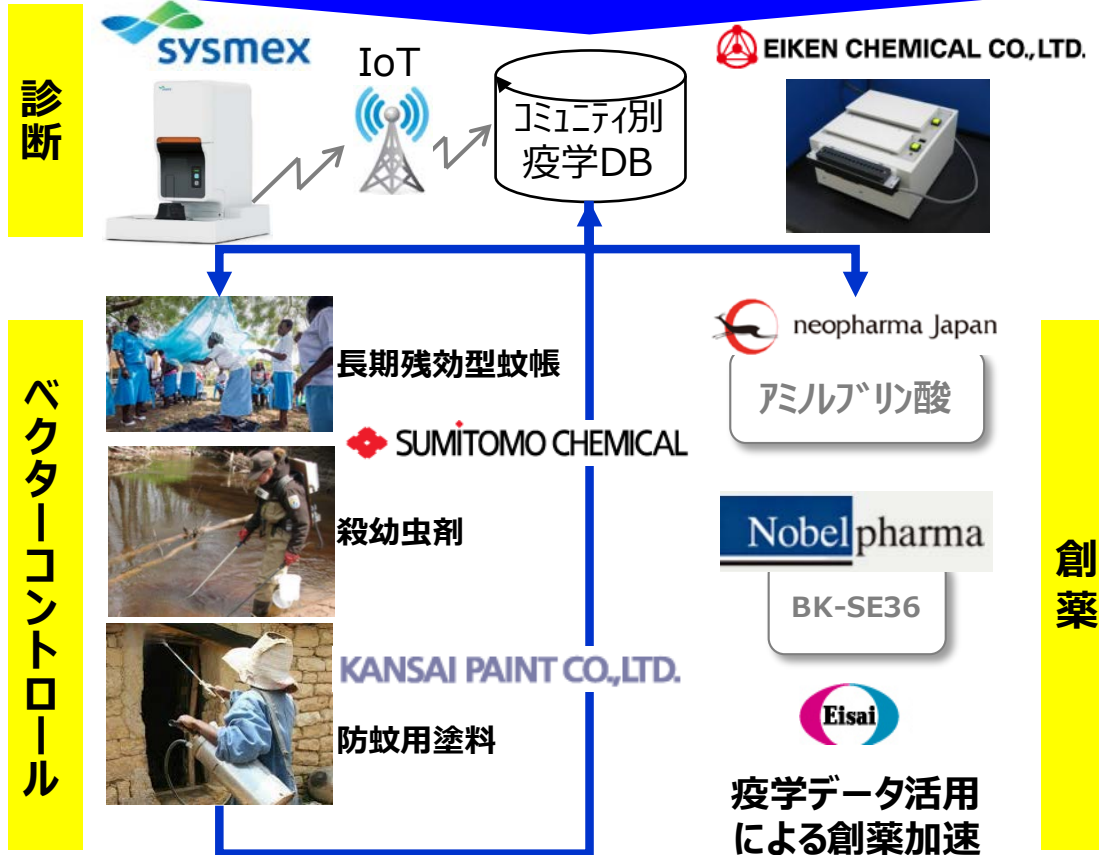 診断
sysmex
IoT
コミュニティ別
疫学DB
EIKEN CHEMICAL CO.,LTD.
ベクターコントロール
長期残効型蚊帳
SUMITOMO CHEMICAL
殺幼虫剤
KANSAI PAINT CO.,LTD.
防蚊用塗料
neopharma Japan
アミノルブリン酸
Nobelpharma
BK-SE36
Eisai
疫学データ活用
による創薬加速
創薬